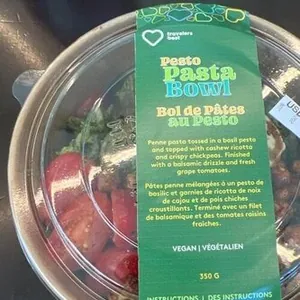 travelers
best
Pesto
Pasta
Bowl
Bol de Pâtes
au Pesto
Penne pasta tossed in a basil pesto
and topped with cashew ricotta
and crispy chickpeas. Finished
with a balsamic drizzle and fresh
grape tomatoes.
Pâtes penne mélangées à un pesto de
basilic et garnies de ricotta de noix
de cajou et de pois chiches
croustillants. Terminé avec un filet
de balsamique et des tomates raisins
fraîches.
VEGAN | VÉGÉTALIEN
350 G
INSTRUCTIONS | DES INSTRUCTIONS